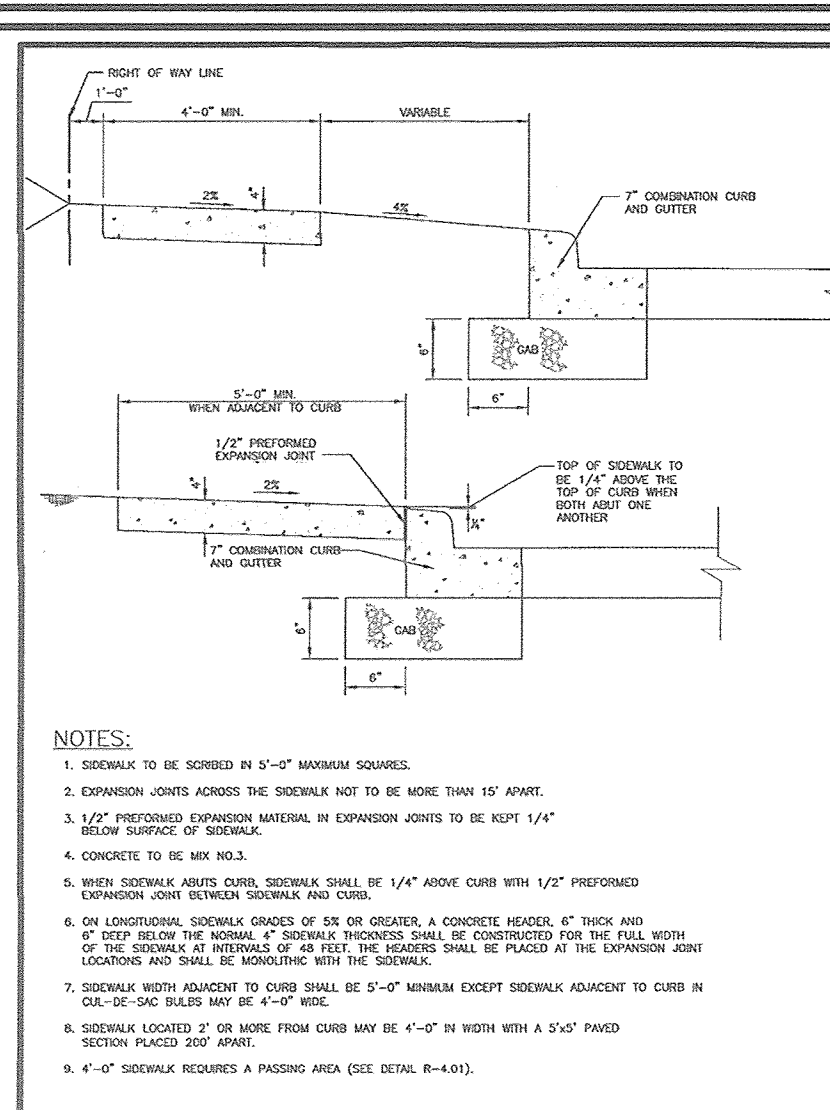 RIGHT OF WAY LINE
1'-0"
4'-0" MIN.
VARIABLE
2%
4"
4%
7" COMBINATION CURB
AND GUTTER
6"
GAB
6"
5'-0" MIN.
WHEN ADJACENT TO CURB
1/2" PREFORMED
EXPANSION JOINT
4"
2%
TOP OF SIDEWALK TO
BE 1/4" ABOVE THE
TOP OF CURB WHEN
BOTH ABUT ONE
ANOTHER
1/4"
7" COMBINATION CURB
AND GUTTER
6"
GAB
6"
NOTES:
1. SIDEWALK TO BE SCRIBED IN 5'-0" MAXIMUM SQUARES.
2. EXPANSION JOINTS ACROSS THE SIDEWALK NOT TO BE MORE THAN 15' APART.
3. 1/2" PREFORMED EXPANSION MATERIAL IN EXPANSION JOINTS TO BE KEPT 1/4"
BELOW SURFACE OF SIDEWALK.
4. CONCRETE TO BE MIX NO.3.
5. WHEN SIDEWALK ABUTS CURB, SIDEWALK SHALL BE 1/4" ABOVE CURB WITH 1/2" PREFORMED
EXPANSION JOINT BETWEEN SIDEWALK AND CURB.
6. ON LONGITUDINAL SIDEWALK GRADES OF 5% OR GREATER, A CONCRETE HEADER, 6" THICK AND
6" DEEP BELOW THE NORMAL 4" SIDEWALK THICKNESS SHALL BE CONSTRUCTED FOR THE FULL WIDTH
OF THE SIDEWALK AT INTERVALS OF 48 FEET. THE HEADERS SHALL BE PLACED AT THE EXPANSION JOINT
LOCATIONS AND SHALL BE MONOLITHIC WITH THE SIDEWALK.
7. SIDEWALK WIDTH ADJACENT TO CURB SHALL BE 5'-0" MINIMUM EXCEPT SIDEWALK ADJACENT TO CURB IN
CUL-DE-SAC BULBS MAY BE 4'-0" WIDE.
8. SIDEWALK LOCATED 2' OR MORE FROM CURB MAY BE 4'-0" IN WIDTH WITH A 5'x5' PAVED
SECTION PLACED 200' APART.
9. 4'-0" SIDEWALK REQUIRES A PASSING AREA (SEE DETAIL R-4.01).